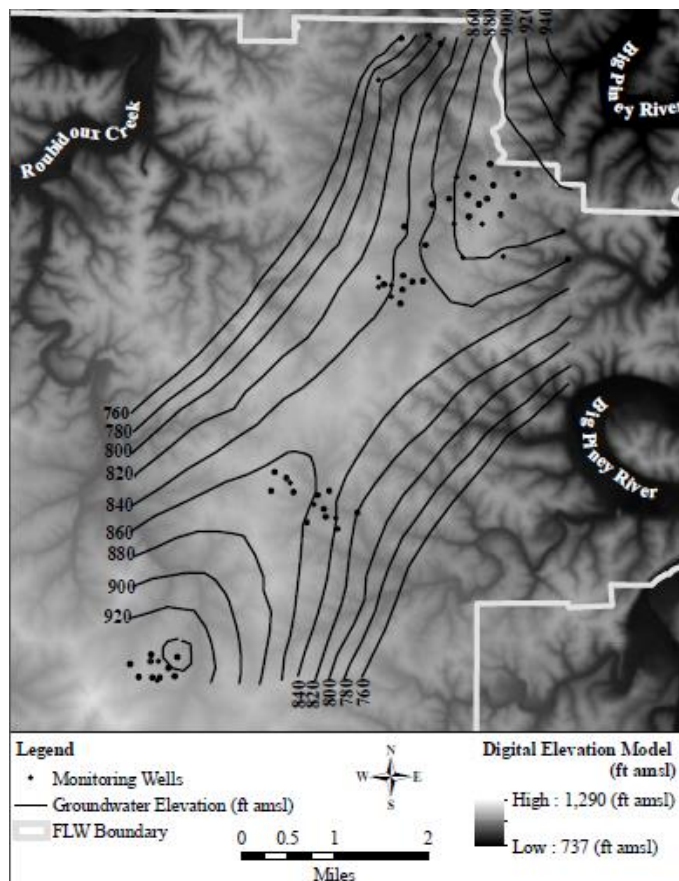 860
880
900
920
940
Big Piney River
Roubidoux Creek
760
780
800
820
840
860
880
900
920
Big Piney River
840
820
800
780
760
Legend
Monitoring Wells
Groundwater Elevation (ft amsl)
FLW Boundary
N
W E
S
0 0.5 1 2
Miles
Digital Elevation Model
(ft amsl)
High : 1,290 (ft amsl)
Low : 737 (ft amsl)